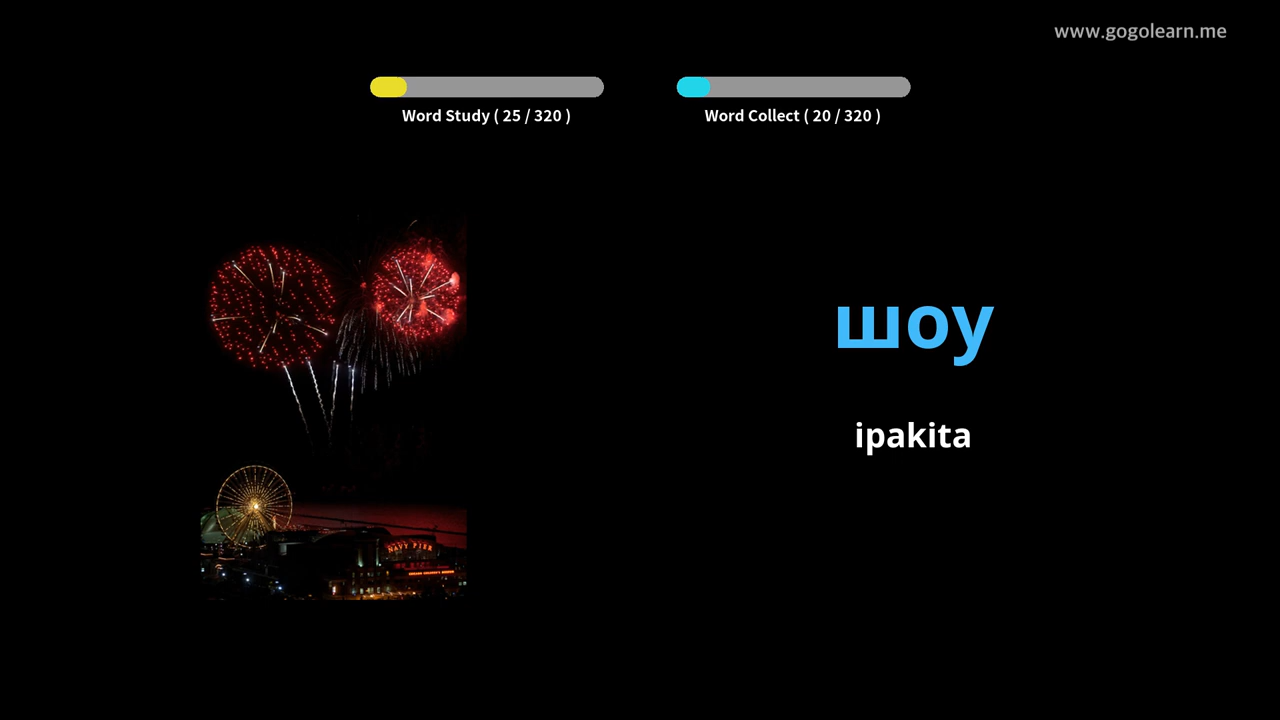 www.gogolearn.me
Word Study ( 25 / 320 )
Word Collect ( 20 / 320 )
шоу
ipakita
NAVY PIER